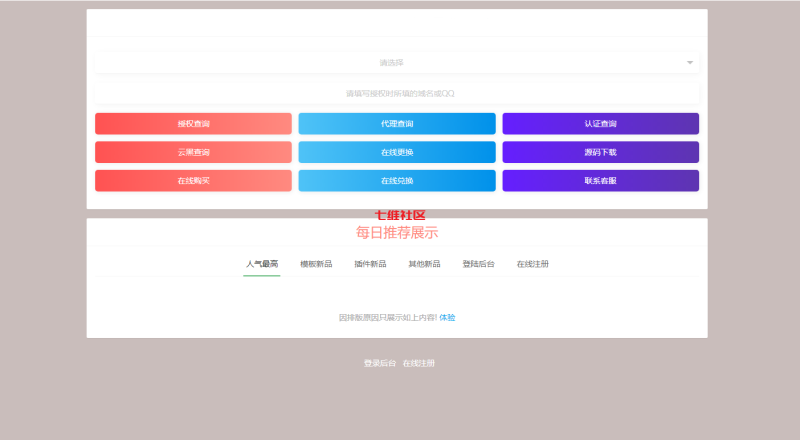 请选择
请填写授权时所填的域名或QQ
授权查询 代理查询 认证查询
云黑查询 在线更换 源码下载
在线购买 在线兑换 联系客服
七维社区
每日推荐展示
人气最高 模板新品 插件新品 其他新品 登陆后台 在线注册
因排版原因只展示如上内容! 体验
登录后台 在线注册